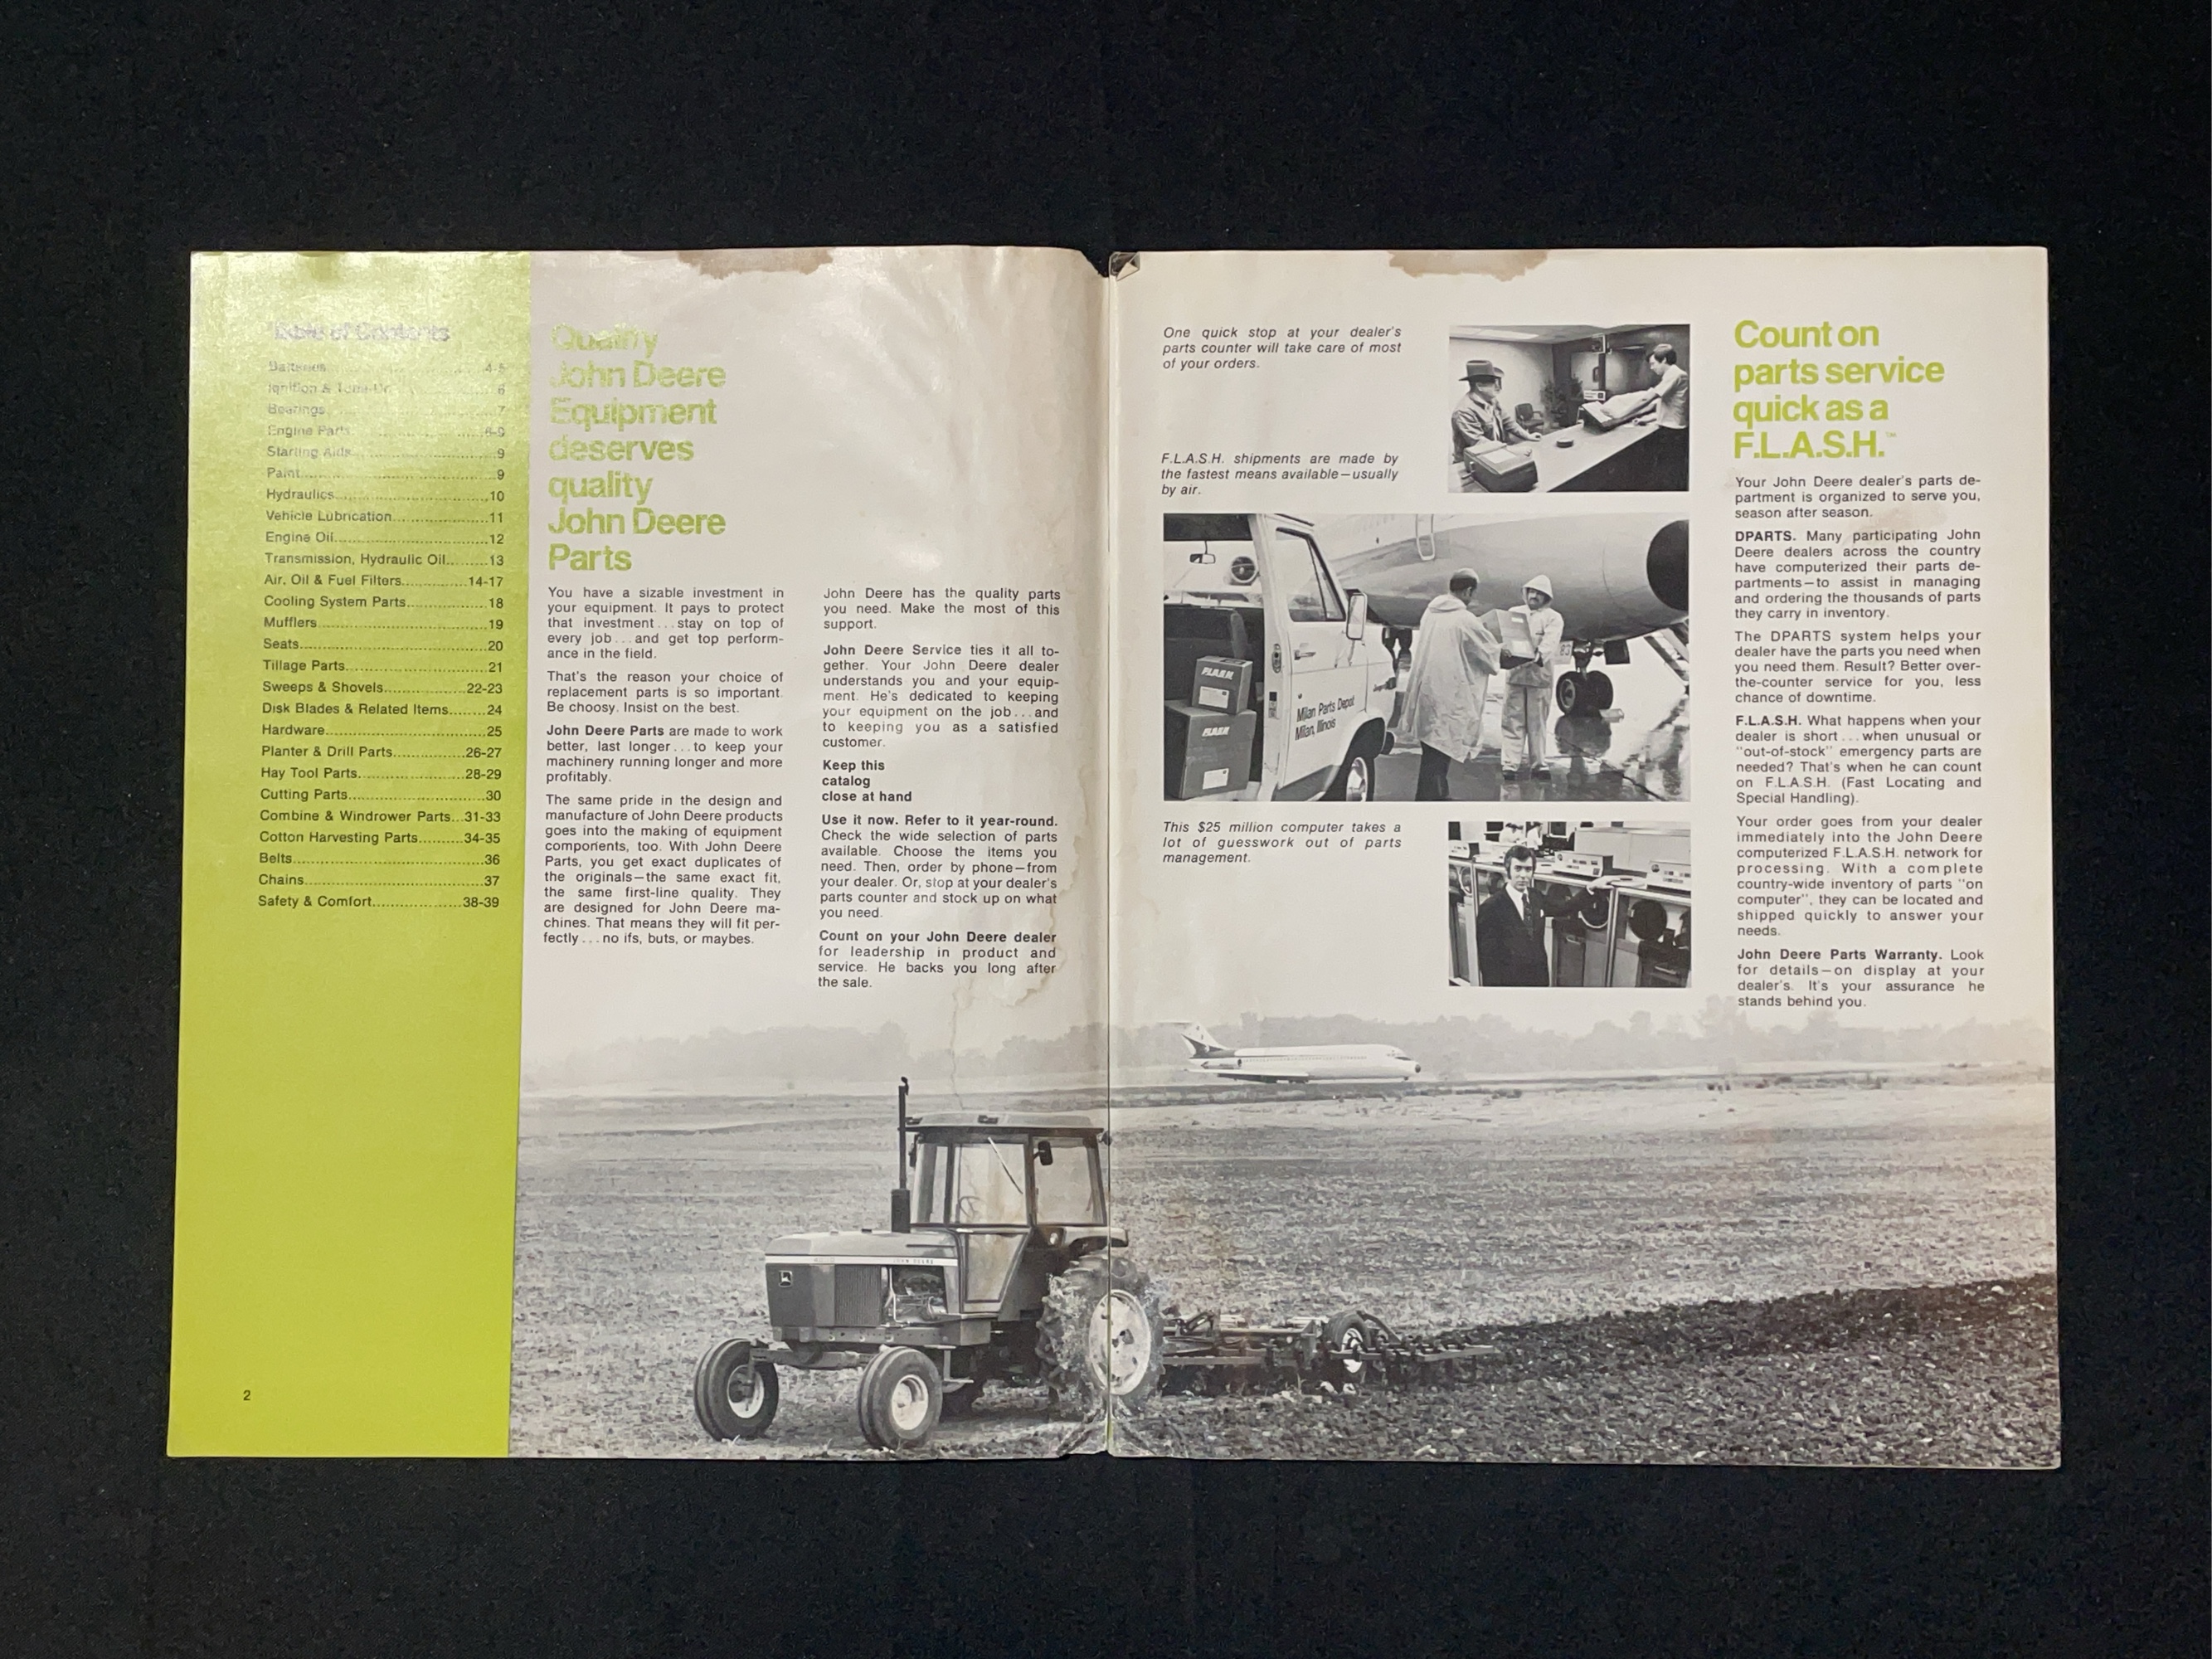 Table of Contents
Batteries 4-5
Ignition & Tune-Up 6
Bearings 7
Engine Parts 8-9
Starting Aids 9
Paint 9
Hydraulics 10
Vehicle Lubrication 11
Engine Oil 12
Transmission, Hydraulic Oil 13
Air, Oil & Fuel Filters 14-17
Cooling System Parts 18
Mufflers 19
Seats 20
Tillage Parts 21
Sweeps & Shovels 22-23
Disk Blades & Related Items 24
Hardware 25
Planter & Drill Parts 26-27
Hay Tool Parts 28-29
Cutting Parts 30
Combine & Windrower Parts 31-33
Cotton Harvesting Parts 34-35
Belts 36
Chains 37
Safety & Comfort 38-39
2
Quality
John Deere
Equipment
deserves
quality
John Deere
Parts
You have a sizable investment in
your equipment. It pays to protect
that investment...stay on top of
every job...and get top perform-
ance in the field.
That's the reason your choice of
replacement parts is so important.
Be choosy. Insist on the best.
John Deere Parts are made to work
better, last longer...to keep your
machinery running longer and more
profitably.
The same pride in the design and
manufacture of John Deere products
goes into the making of equipment
components, too. With John Deere
Parts, you get exact duplicates of
the originals—the same exact fit,
the same first-line quality. They
are designed for John Deere ma-
chines. That means they will fit per-
fectly...no ifs, buts, or maybes.
John Deere has the quality parts
you need. Make the most of this
support.
John Deere Service ties it all to-
gether. Your John Deere dealer
understands you and your equip-
ment. He's dedicated to keeping
your equipment on the job...and
to keeping you as a satisfied
customer.
Keep this
catalog
close at hand
Use it now. Refer to it year-round.
Check the wide selection of parts
available. Choose the items you
need. Then, order by phone—from
your dealer. Or, stop at your dealer's
parts counter and stock up on what
you need.
Count on your John Deere dealer
for leadership in product and
service. He backs you long after
the sale.
JOHN DEERE
One quick stop at your dealer's
parts counter will take care of most
of your orders.
F.L.A.S.H. shipments are made by
the fastest means available—usually
by air.
F.L.A.S.H.
F.L.A.S.H.
Milan Parts Depot
Milan, Illinois
This $25 million computer takes a
lot of guesswork out of parts
management.
Count on
parts service
quick as a
F.L.A.S.H.™
Your John Deere dealer's parts de-
partment is organized to serve you,
season after season.
DPARTS. Many participating John
Deere dealers across the country
have computerized their parts de-
partments—to assist in managing
and ordering the thousands of parts
they carry in inventory.
The DPARTS system helps your
dealer have the parts you need when
you need them. Result? Better over-
the-counter service for you, less
chance of downtime.
F.L.A.S.H. What happens when your
dealer is short...when unusual or
"out-of-stock" emergency parts are
needed? That's when he can count
on F.L.A.S.H. (Fast Locating and
Special Handling).
Your order goes from your dealer
immediately into the John Deere
computerized F.L.A.S.H. network for
processing. With a complete
country-wide inventory of parts "on
computer", they can be located and
shipped quickly to answer your
needs.
John Deere Parts Warranty. Look
for details—on display at your
dealer's. It's your assurance he
stands behind you.